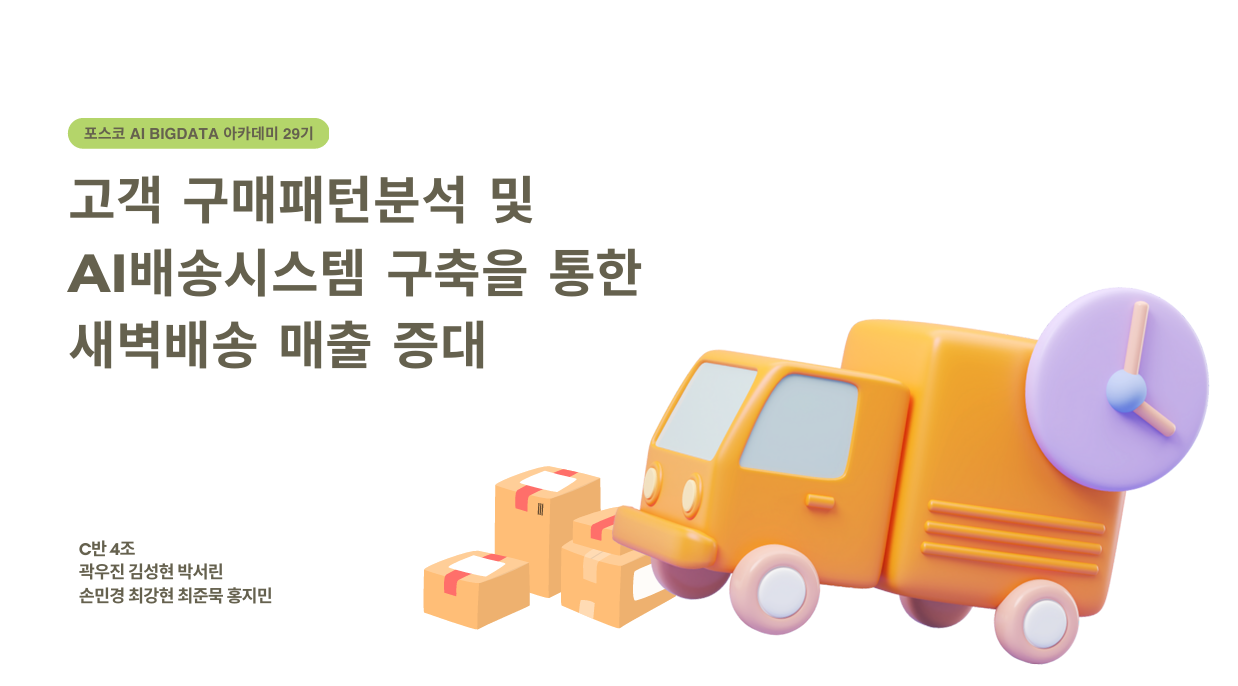 포스코 AI BIGDATA 아카데미 29기
고객 구매패턴분석 및
AI배송시스템 구축을 통한
새벽배송 매출 증대
C반 4조
곽우진 김성현 박서린
손민경 최강현 최준묵 홍지민